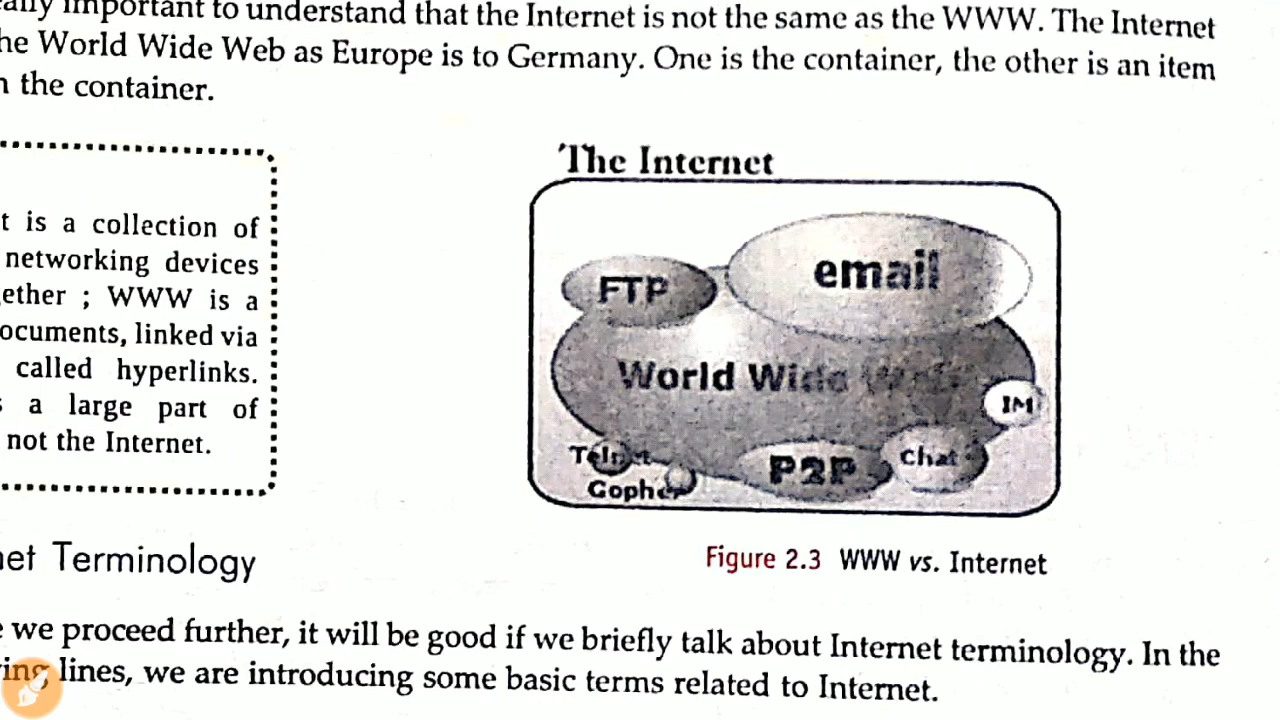 important to understand that the Internet is not the same as the WWW. The Internet
World Wide Web as Europe is to Germany. One is the container, the other is an item
the container.
The Internet
t is a collection of
networking devices
ether ; WWW is a
ocuments, linked via
called hyperlinks.
a large part of
not the Internet.
FTP
email
World Wide
IM
Telnet
Gopher
P2P
Chat
Figure 2.3 WWW vs. Internet
et Terminology
we proceed further, it will be good if we briefly talk about Internet terminology. In the
ing lines, we are introducing some basic terms related to Internet.